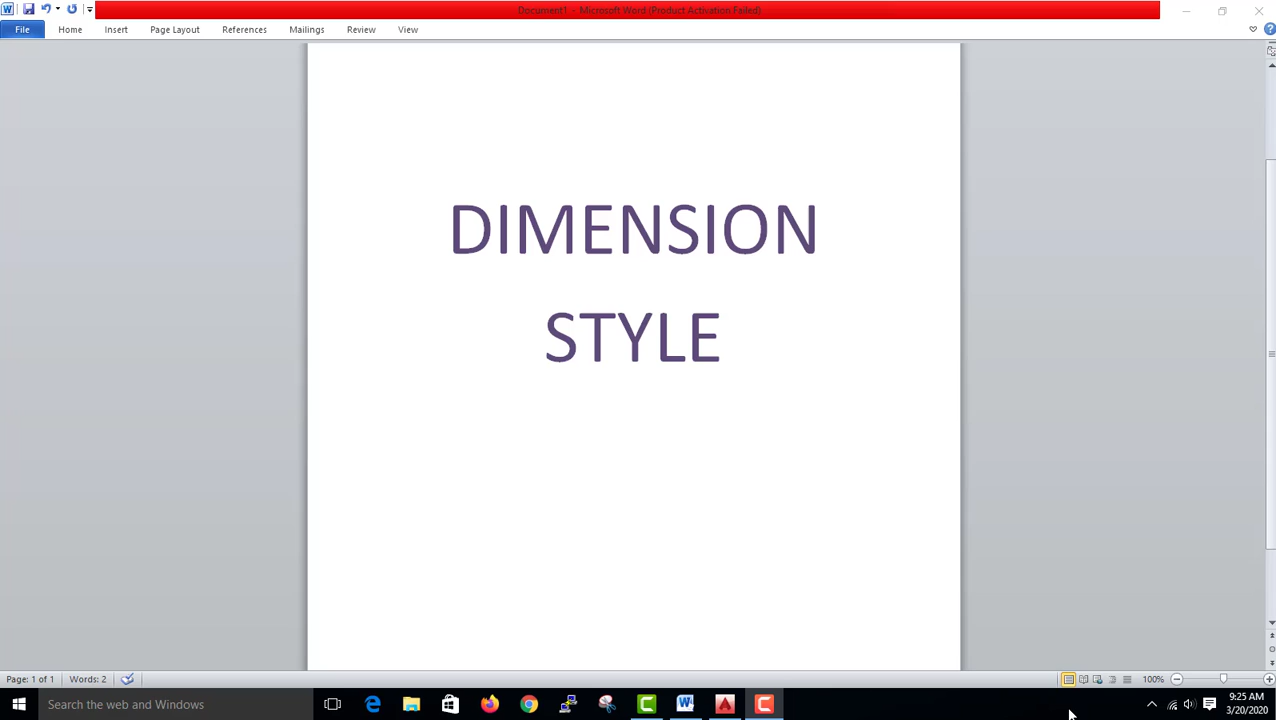 Document1 - Microsoft Word (Product Activation Failed)
File Home Insert Page Layout References Mailings Review View
DIMENSION
STYLE
Page: 1 of 1 Words: 2 100%
Search the web and Windows
9:25 AM
3/20/2020